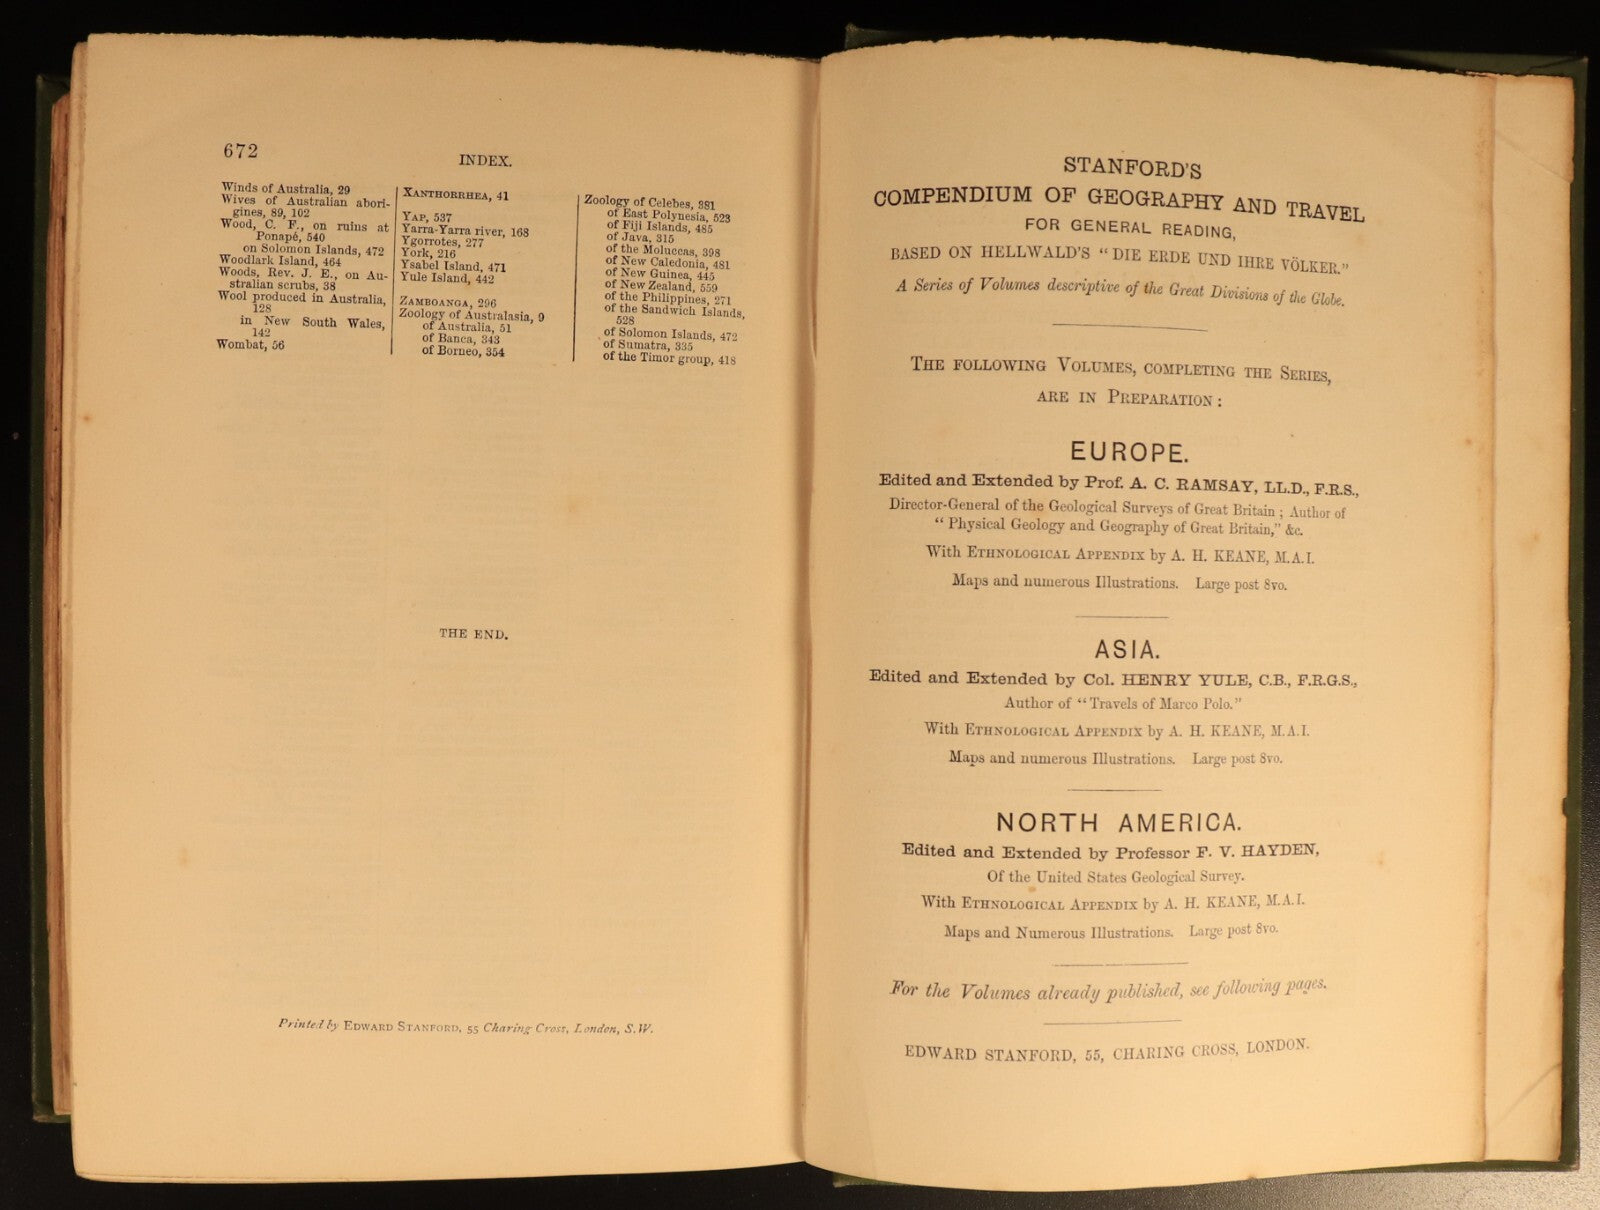 672
INDEX.
Winds of Australia, 29
Wives of Australian abori-
gines, 89, 102
Wood, C. F., on ruins at
Ponapé, 540
on Solomon Islands, 472
Woodlark Island, 464
Woods, Rev. J. E., on Au-
stralian scrubs, 38
Wool produced in Australia,
128
in New South Wales,
142
Wombat, 56
XANTHORRHEA, 41
YAP, 537
Yarra-Yarra river, 168
Ygorrotes, 277
York, 216
Ysabel Island, 471
Yule Island, 442
ZAMBOANGA, 296
Zoology of Australasia, 9
of Australia, 51
of Banca, 343
of Borneo, 354
Zoology of Celebes, 381
of East Polynesia, 523
of Fiji Islands, 485
of Java, 315
of the Moluccas, 398
of New Caledonia, 481
of New Guinea, 445
of New Zealand, 559
of the Philippines, 271
of the Sandwich Islands,
528
of Solomon Islands, 472
of Sumatra, 335
of the Timor group, 418
THE END.
Printed by EDWARD STANFORD, 55 Charing Cross, London, S.W.
STANFORD'S
COMPENDIUM OF GEOGRAPHY AND TRAVEL
FOR GENERAL READING,
BASED ON HELLWALD'S "DIE ERDE UND IHRE VÖLKER."
A Series of Volumes descriptive of the Great Divisions of the Globe.
THE FOLLOWING VOLUMES, COMPLETING THE SERIES,
ARE IN PREPARATION:
EUROPE.
Edited and Extended by Prof. A. C. RAMSAY, LL.D., F.R.S.,
Director-General of the Geological Surveys of Great Britain; Author of
"Physical Geology and Geography of Great Britain," &c.
With ETHNOLOGICAL APPENDIX by A. H. KEANE, M.A.I.
Maps and numerous Illustrations. Large post 8vo.
ASIA.
Edited and Extended by Col. HENRY YULE, C.B., F.R.G.S.,
Author of "Travels of Marco Polo."
With ETHNOLOGICAL APPENDIX by A. H. KEANE, M.A.I.
Maps and numerous Illustrations. Large post 8vo.
NORTH AMERICA.
Edited and Extended by Professor F. V. HAYDEN,
Of the United States Geological Survey.
With ETHNOLOGICAL APPENDIX by A. H. KEANE, M.A.I.
Maps and Numerous Illustrations. Large post 8vo.
For the Volumes already published, see following pages.
EDWARD STANFORD, 55, CHARING CROSS, LONDON.